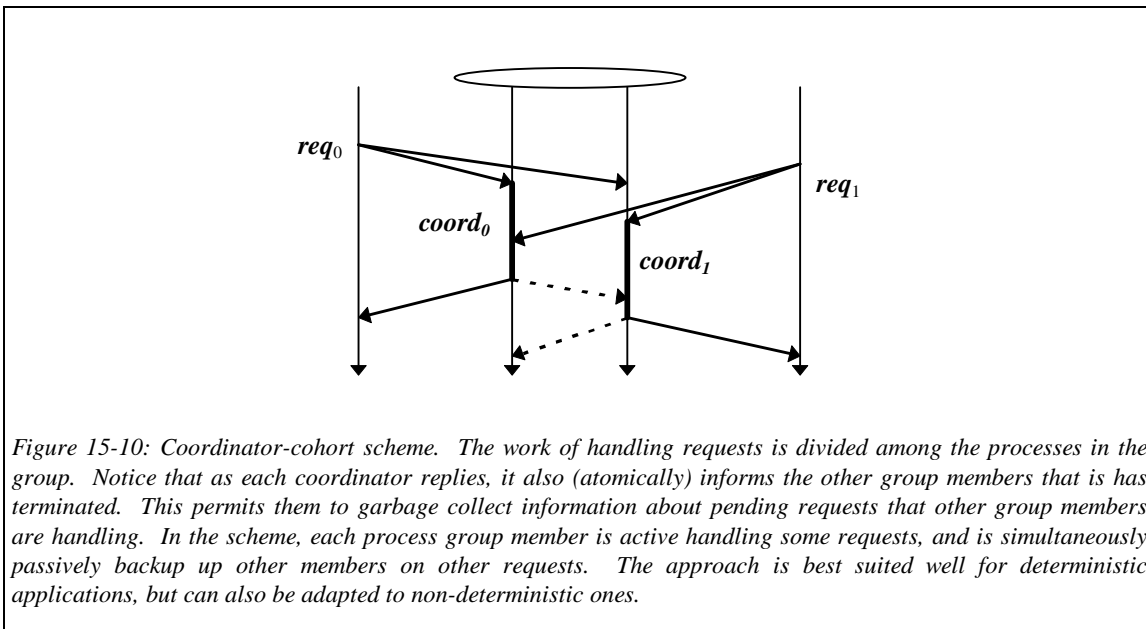 req0
req1
coord0
coord1
Figure 15-10: Coordinator-cohort scheme. The work of handling requests is divided among the processes in the
group. Notice that as each coordinator replies, it also (atomically) informs the other group members that is has
terminated. This permits them to garbage collect information about pending requests that other group members
are handling. In the scheme, each process group member is active handling some requests, and is simultaneously
passively backup up other members on other requests. The approach is best suited well for deterministic
applications, but can also be adapted to non-deterministic ones.